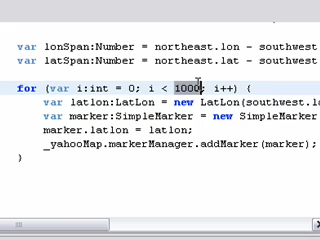 var lonSpan:Number = northeast.lon - southwest
var latSpan:Number = northeast.lat - southwest
for (var i:int = 0; i < 1000; i++) {
var latlon:LatLon = new LatLon(southwest.la
var marker:SimpleMarker = new SimpleMarker
marker.latlon = latlon;
_yahooMap.markerManager.addMarker(marker);
}